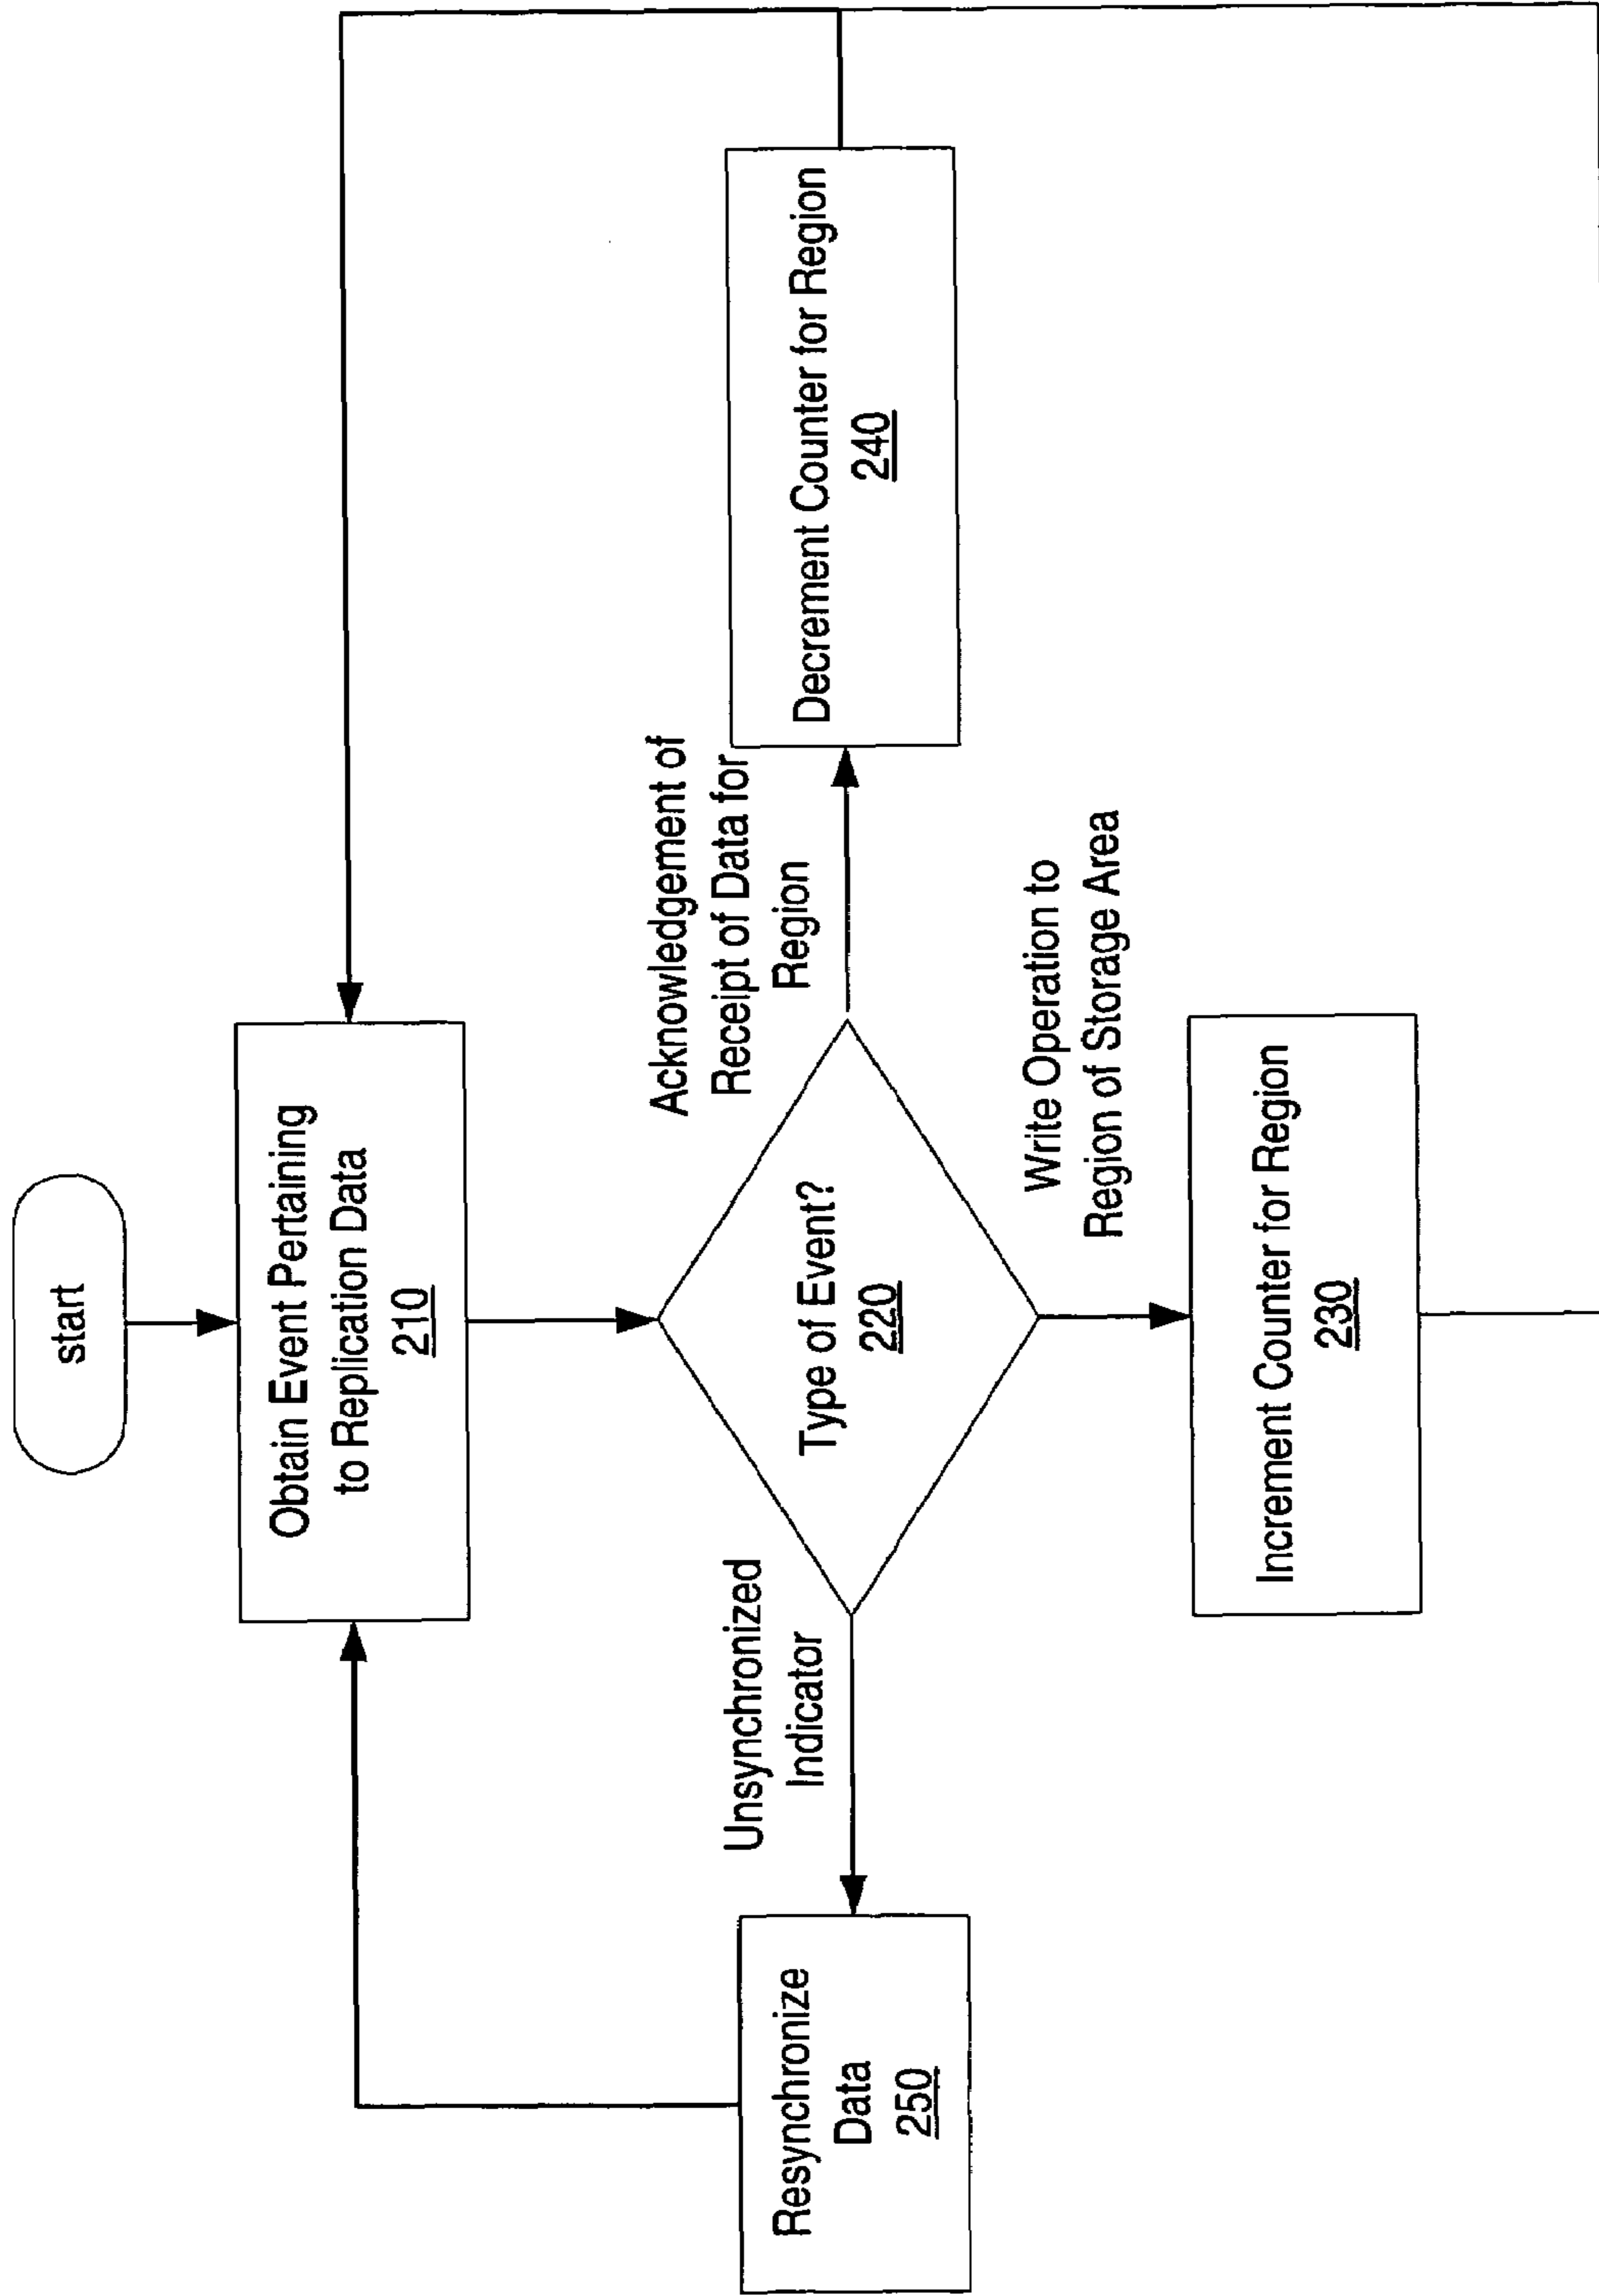 start
Obtain Event Pertaining
to Replication Data
210
Acknowledgement of
Receipt of Data for
Region
Unsynchronized
Indicator
Type of Event?
220
Resynchronize
Data
250
Decrement Counter for Region
240
Write Operation to
Region of Storage Area
Increment Counter for Region
230